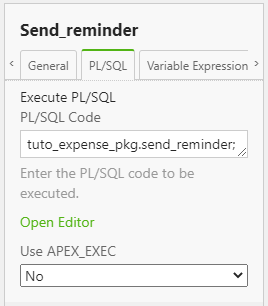 Send_reminder
< General PL/SQL Variable Expression >
Execute PL/SQL
PL/SQL Code
tuto_expense_pkg.send_reminder;
Enter the PL/SQL code to be
executed.
Open Editor
Use APEX_EXEC
No